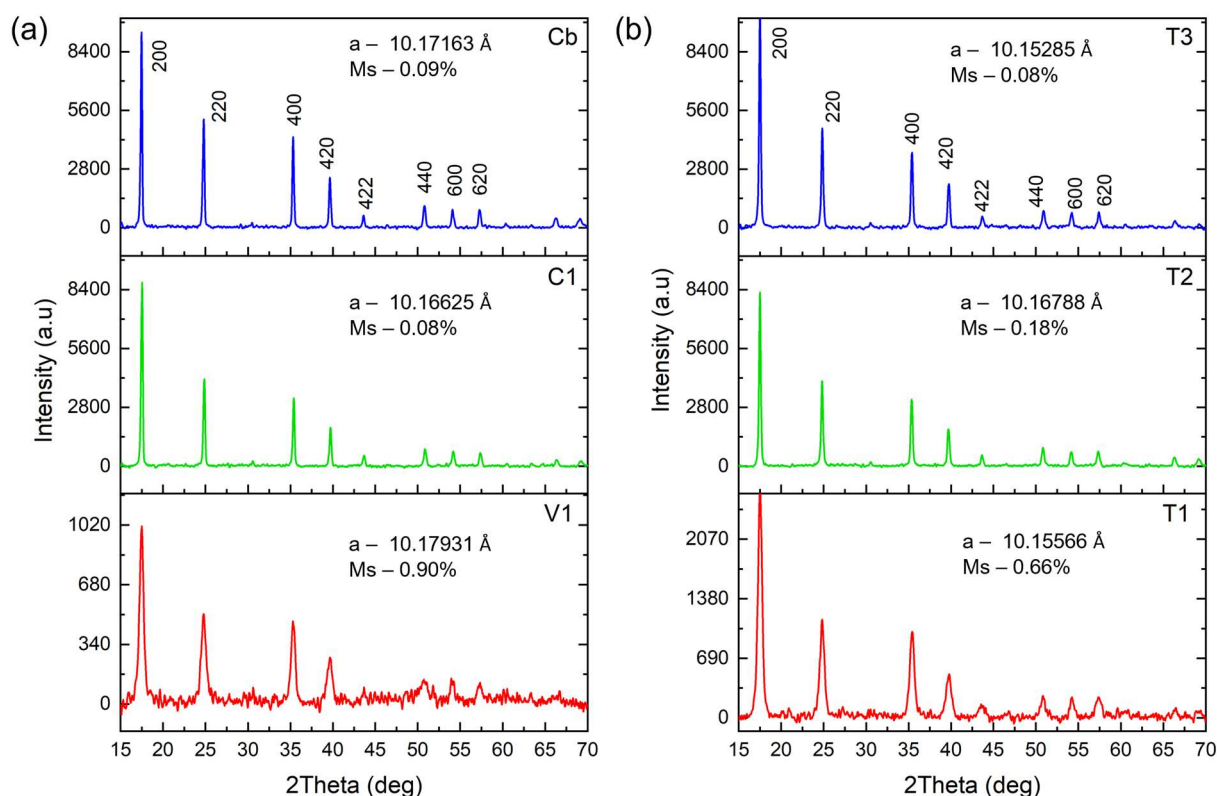 (a)
Cb
a – 10.17163 Å
Ms – 0.09%
200
220
400
420
422
440
600
620
8400
5600
2800
0
C1
a – 10.16625 Å
Ms – 0.08%
8400
5600
2800
0
V1
a – 10.17931 Å
Ms – 0.90%
1020
680
340
0
15 20 25 30 35 40 45 50 55 60 65 70
2Theta (deg)
Intensity (a.u)
(b)
T3
a – 10.15285 Å
Ms – 0.08%
200
220
400
420
422
440
600
620
8400
5600
2800
0
T2
a – 10.16788 Å
Ms – 0.18%
8400
5600
2800
0
T1
a – 10.15566 Å
Ms – 0.66%
2070
1380
690
0
15 20 25 30 35 40 45 50 55 60 65 70
2Theta (deg)
Intensity (a.u)